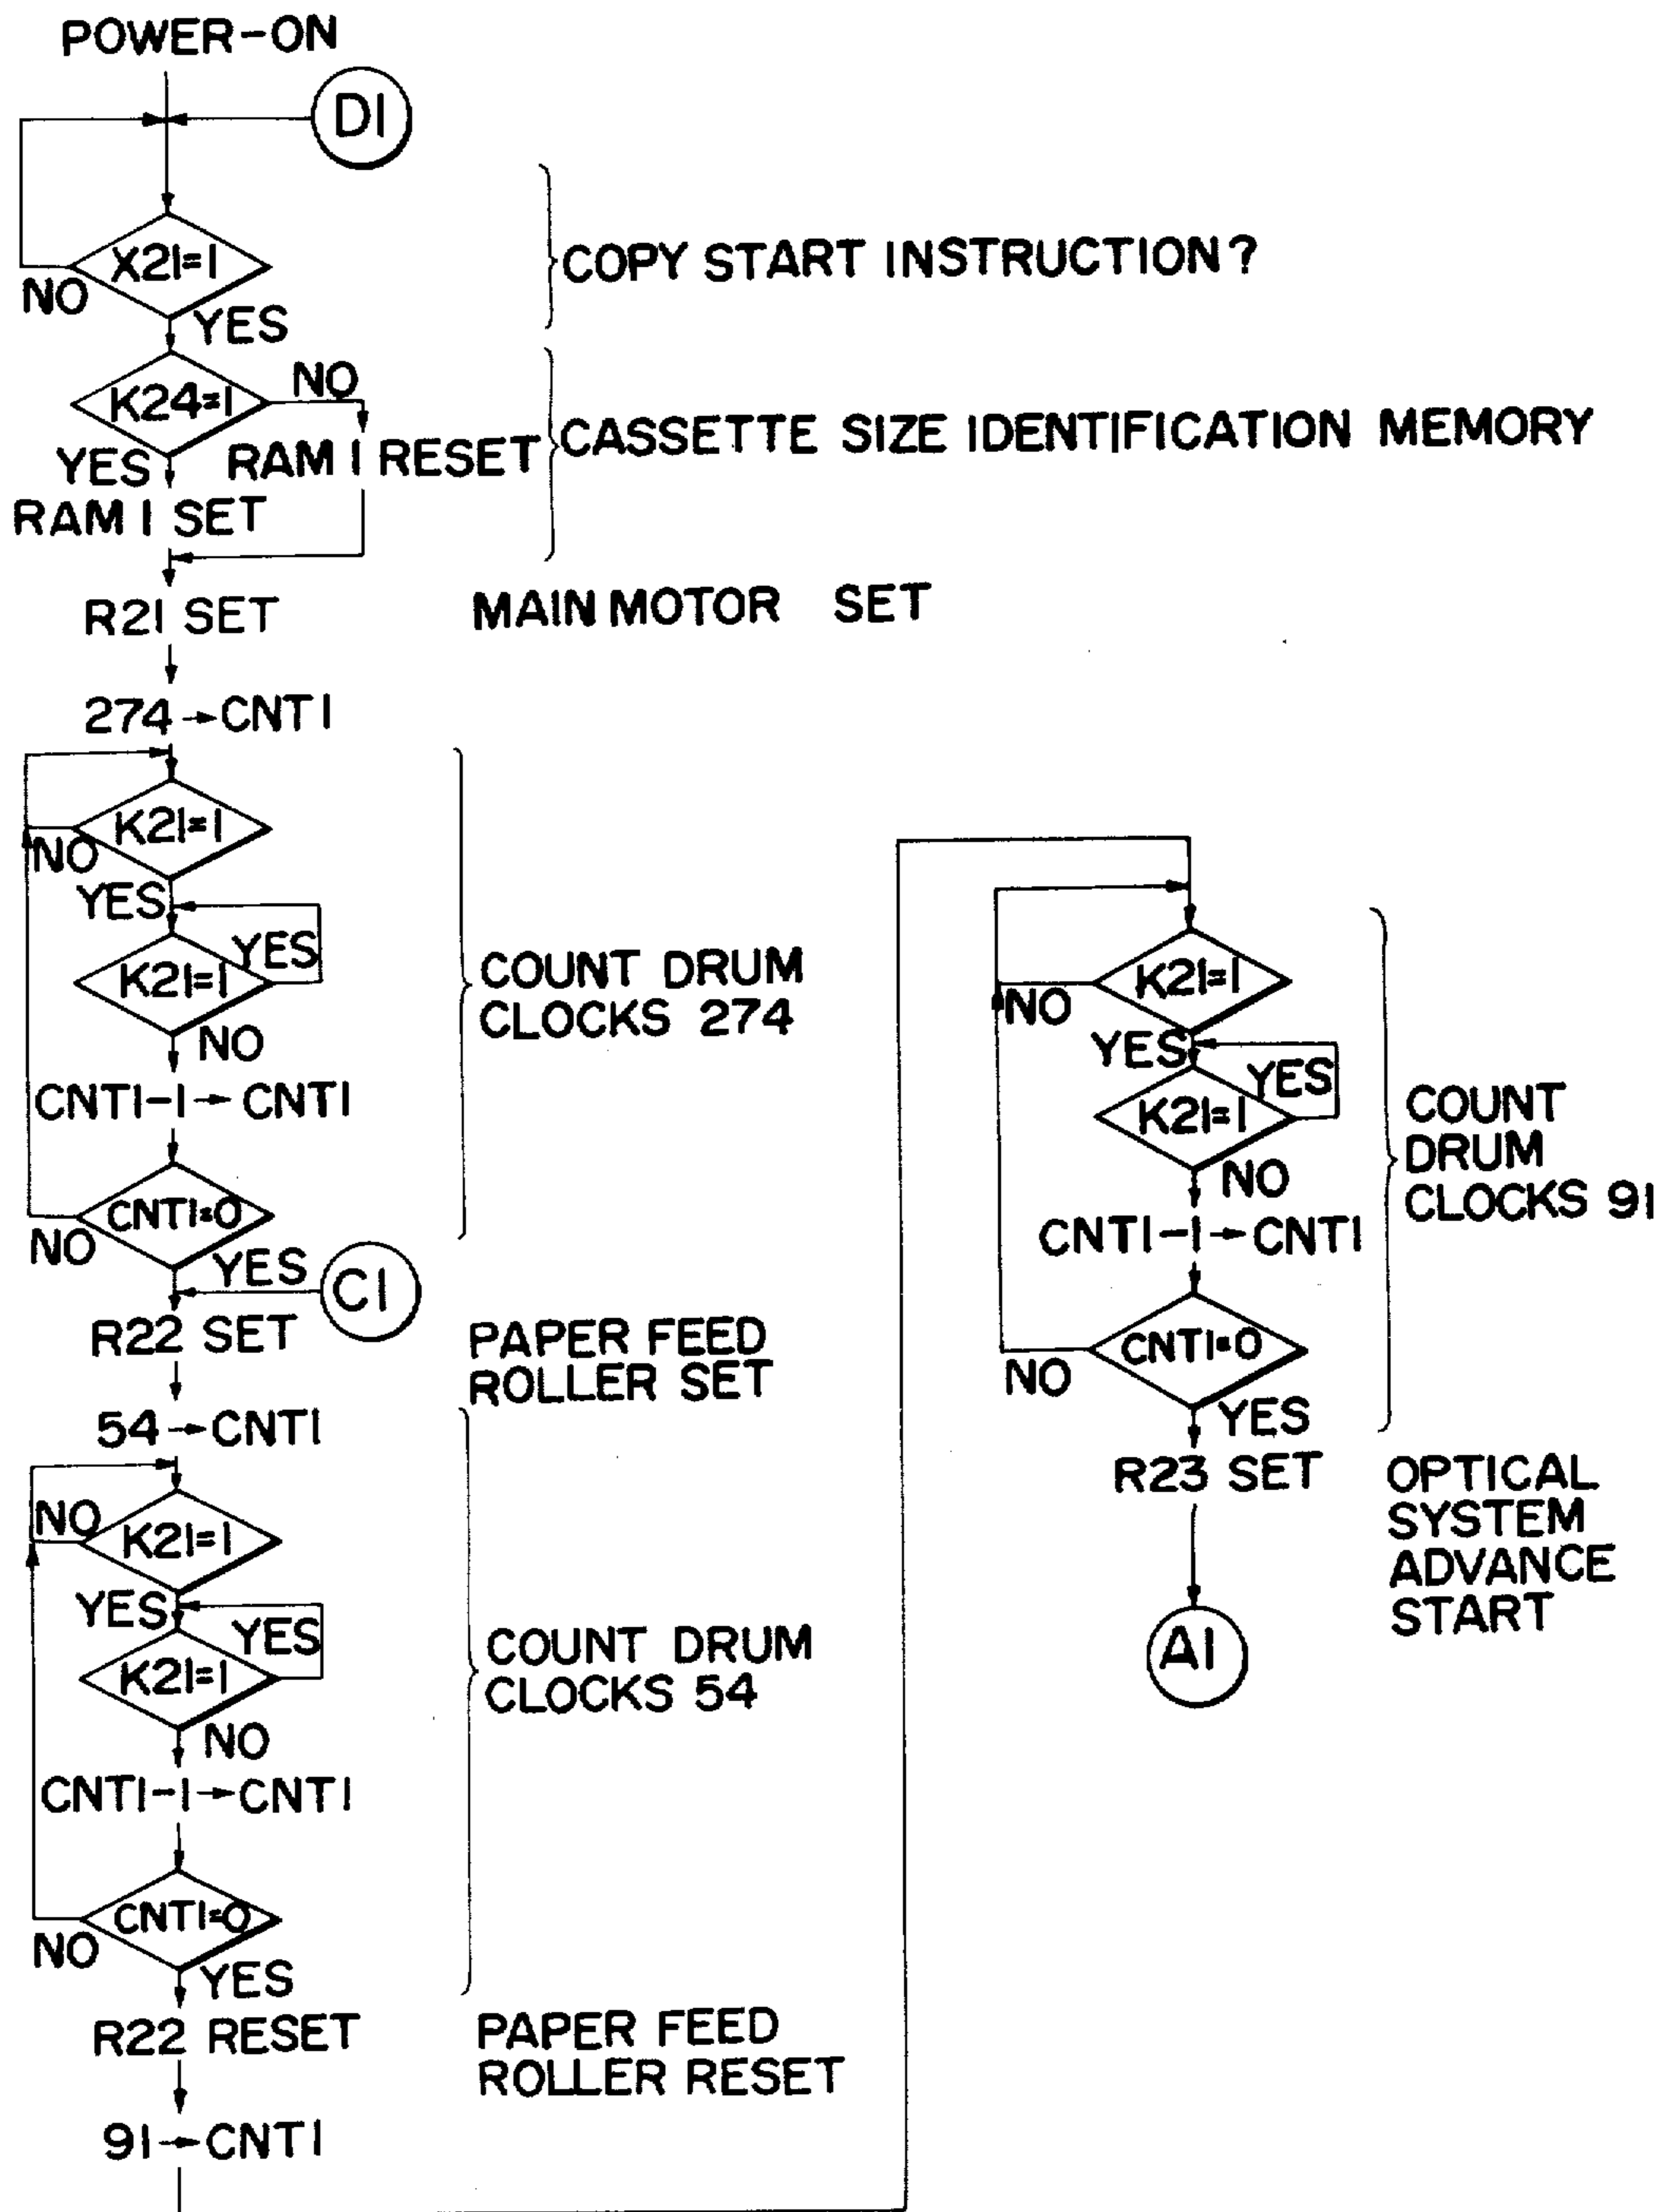 POWER-ON
D1
X21=1
NO
YES
COPY START INSTRUCTION?
K24=1
NO
YES
RAM 1 RESET
RAM 1 SET
CASSETTE SIZE IDENTIFICATION MEMORY
R21 SET
MAIN MOTOR SET
274→CNT1
K21=1
NO
YES
K21=1
YES
NO
CNT1-1→CNT1
CNT1=0
NO
YES
COUNT DRUM
CLOCKS 274
C1
R22 SET
PAPER FEED
ROLLER SET
54→CNT1
K21=1
NO
YES
K21=1
YES
NO
CNT1-1→CNT1
CNT1=0
NO
YES
COUNT DRUM
CLOCKS 54
R22 RESET
PAPER FEED
ROLLER RESET
91→CNT1
K21=1
NO
YES
K21=1
YES
NO
CNT1-1→CNT1
CNT1=0
NO
YES
COUNT
DRUM
CLOCKS 91
R23 SET
OPTICAL
SYSTEM
ADVANCE
START
A1